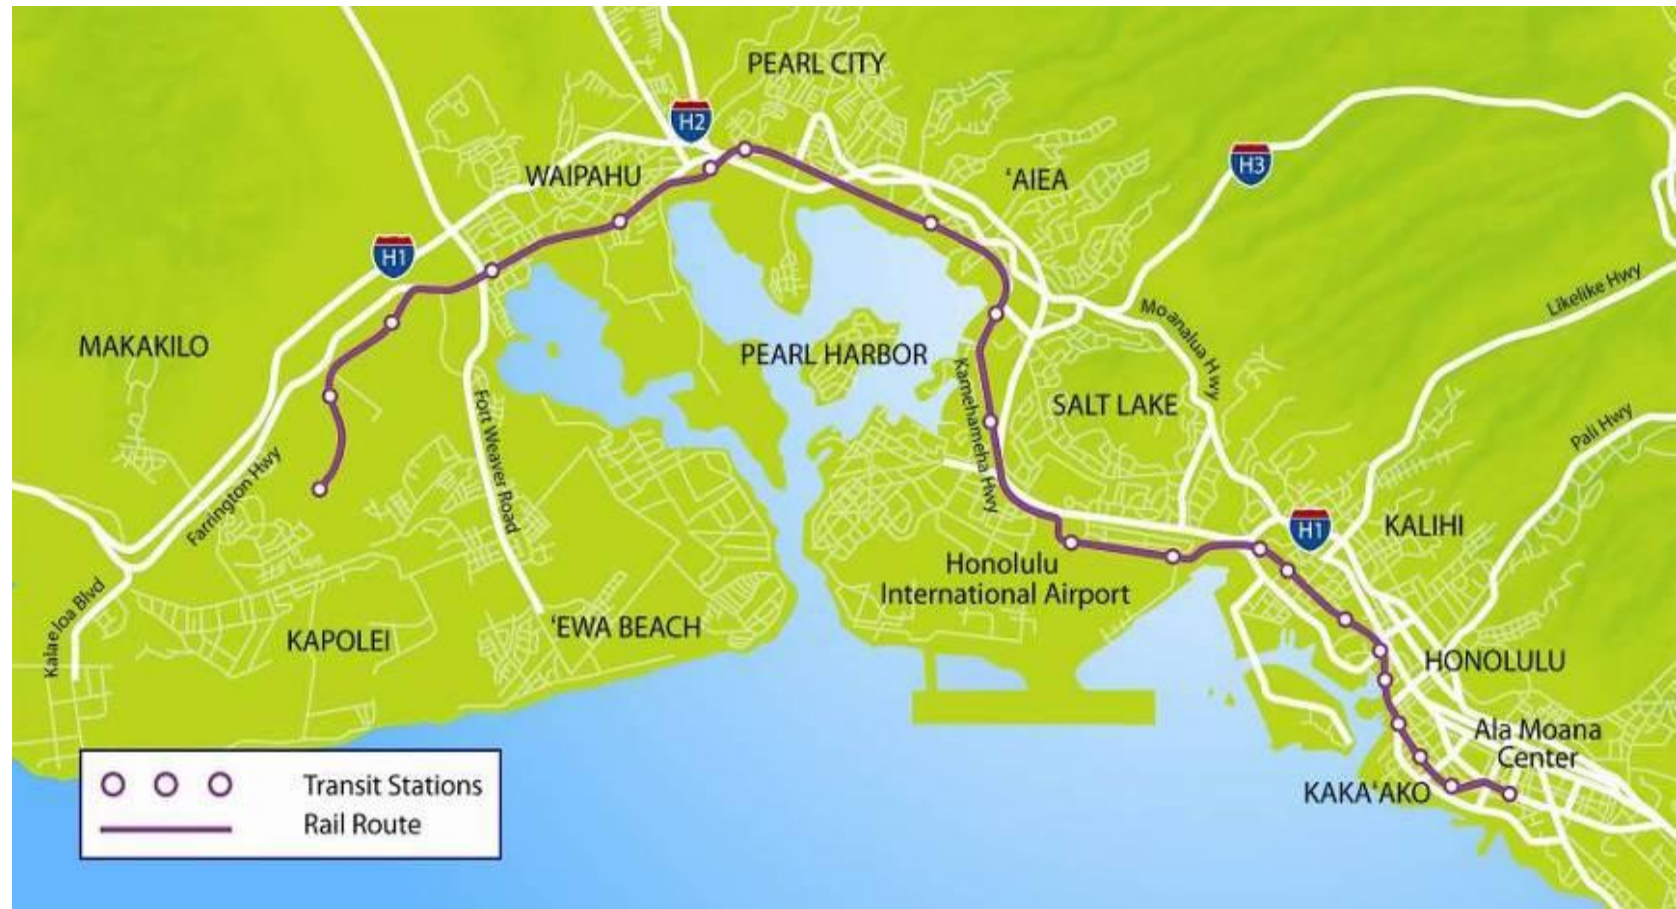 PEARL CITY
H2
WAIPAHU
'AIEA
H3
H1
MAKAKILO
PEARL HARBOR
Moanalua Hwy
Likelike Hwy
SALT LAKE
Kamehameha Hwy
Fort Weaver Road
Pali Hwy
Farrington Hwy
H1
KALIHI
Honolulu
International Airport
Kalaeloa Blvd
KAPOLEI
'EWA BEACH
HONOLULU
Ala Moana
Center
KAKA'AKO
Transit Stations
Rail Route